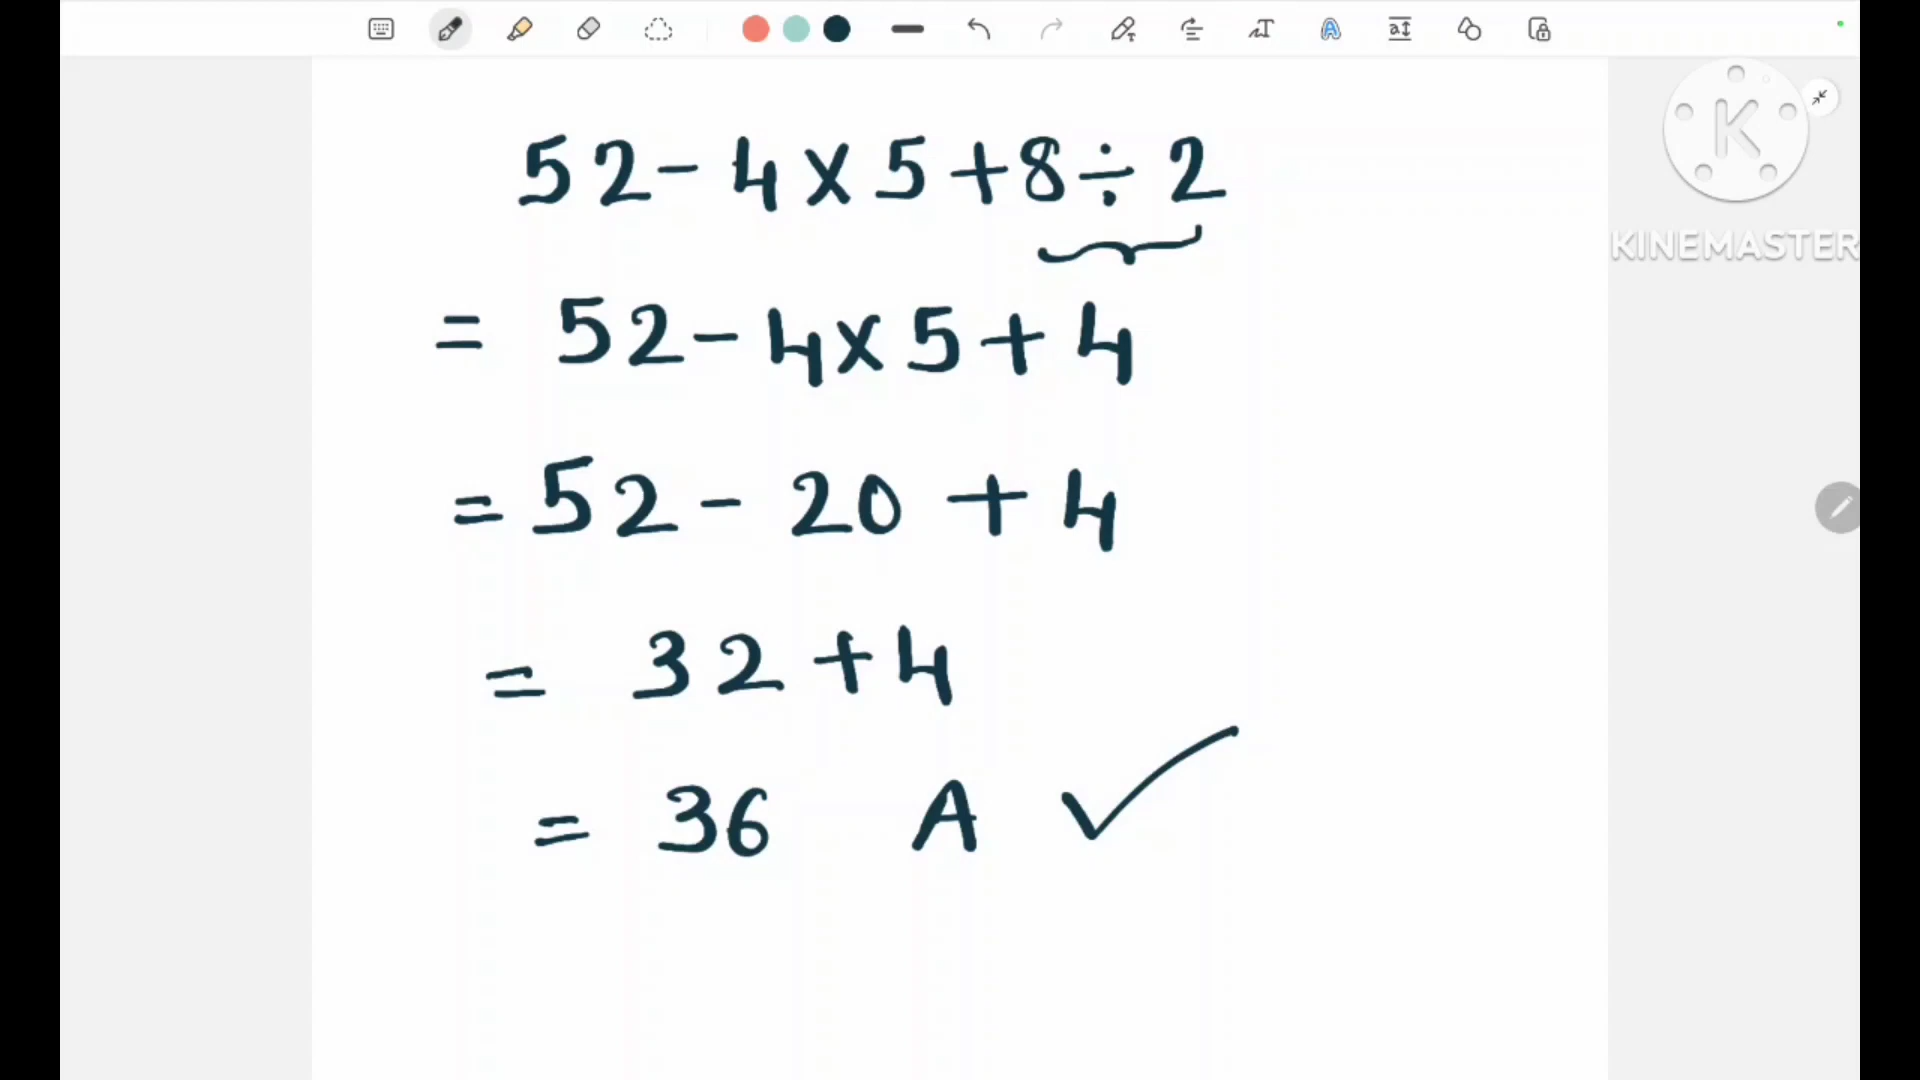 K
52 - 4 × 5 + 8 ÷ 2
KINEMASTER
= 52 - 4 × 5 + 4
= 52 - 20 + 4
= 32 + 4
= 36 A ✓